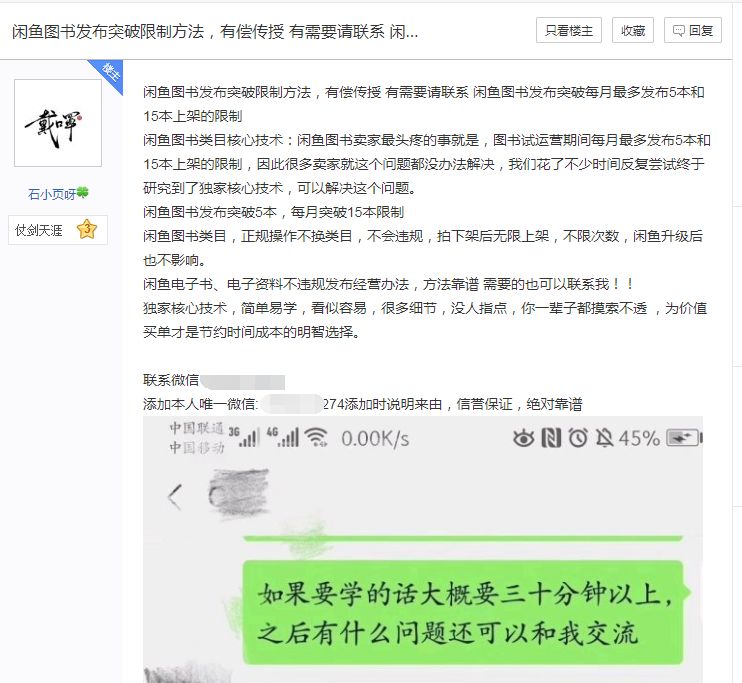 闲鱼图书发布突破限制方法，有偿传授 有需要请联系 闲...
只看楼主
收藏
回复
楼主
戴晖
石小页呀
仗剑天涯
3
闲鱼图书发布突破限制方法，有偿传授 有需要请联系 闲鱼图书发布突破每月最多发布5本和
15本上架的限制
闲鱼图书类目核心技术：闲鱼图书卖家最头疼的事就是，图书试运营期间每月最多发布5本和
15本上架的限制，因此很多卖家就这个问题都没办法解决，我们花了不少时间反复尝试终于
研究到了独家核心技术，可以解决这个问题。
闲鱼图书发布突破5本，每月突破15本限制
闲鱼图书类目，正规操作不换类目，不会违规，拍下架后无限上架，不限次数，闲鱼升级后
也不影响。
闲鱼电子书、电子资料不违规发布经营办法，方法靠谱 需要的也可以联系我！！
独家核心技术，简单易学，看似容易，很多细节，没人指点，你一辈子都摸索不透 ，为价值
买单才是节约时间成本的明智选择。
联系微信
添加本人唯一微信:274添加时说明来由，信誉保证，绝对靠谱
中国联通 3G 4G 0.00K/s 45%
中国移动
如果要学的话大概要三十分钟以上，
之后有什么问题还可以和我交流